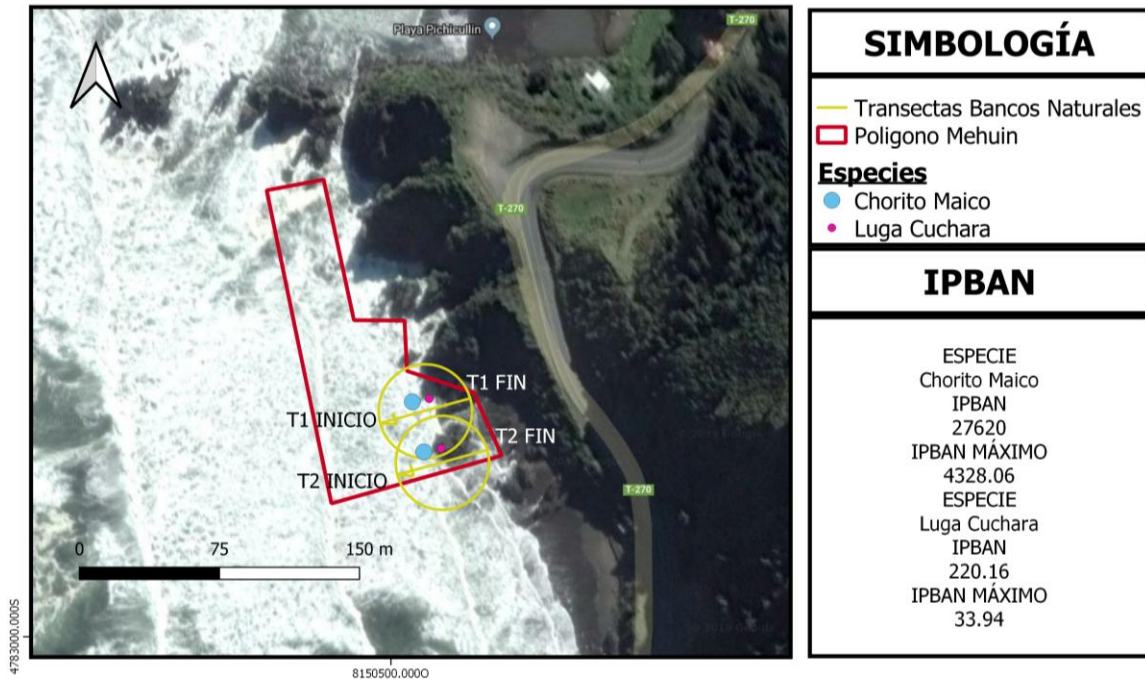 Playa Pichicullin
T-270
T-270
T-270
T1 FIN
T1 INICIO
T2 FIN
T2 INICIO
0 75 150 m
4783000.000S
8150500.000O
SIMBOLOGÍA
Transectas Bancos Naturales
Poligono Mehuin
Especies
Chorito Maico
Luga Cuchara
IPBAN
ESPECIE
Chorito Maico
IPBAN
27620
IPBAN MÁXIMO
4328.06
ESPECIE
Luga Cuchara
IPBAN
220.16
IPBAN MÁXIMO
33.94